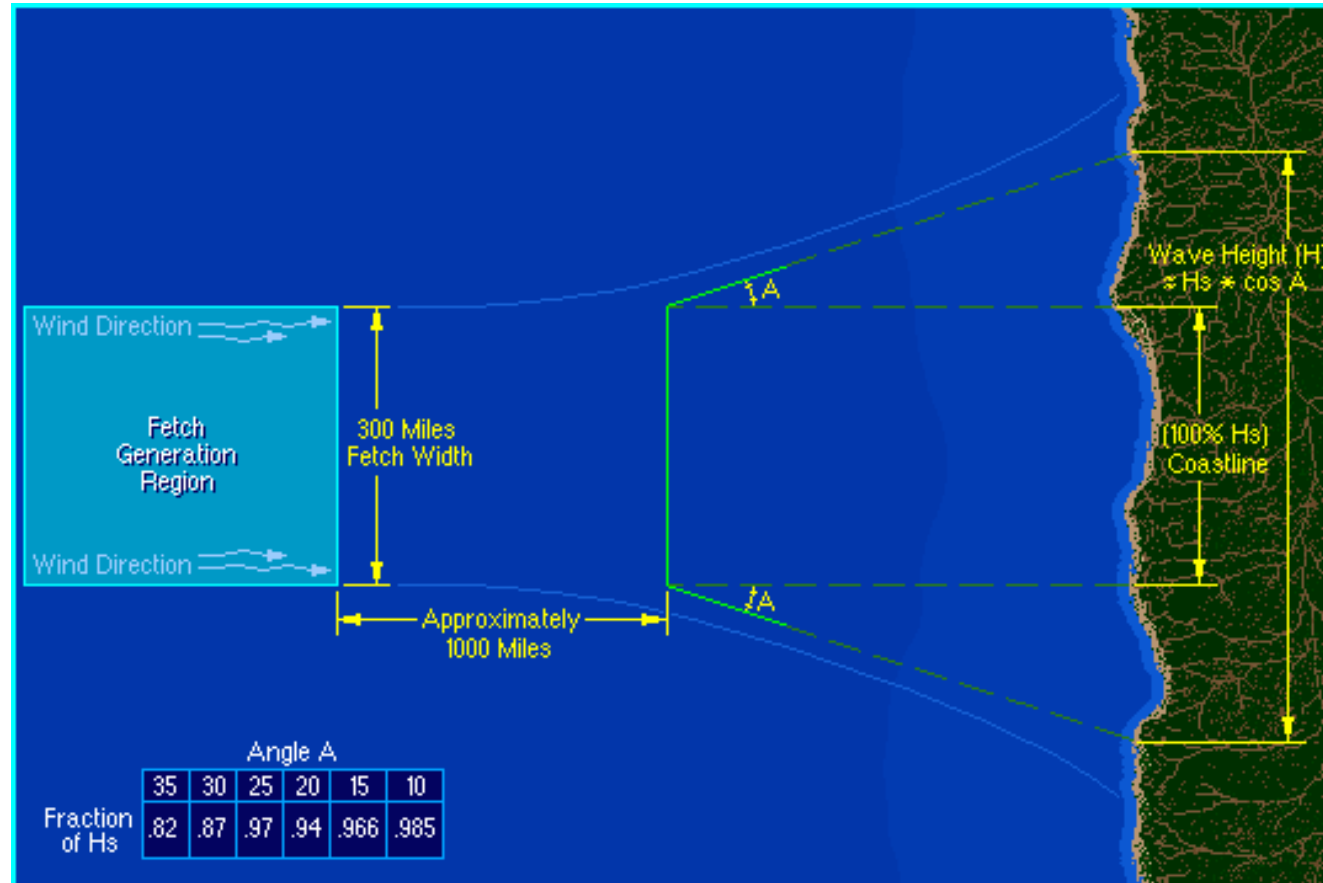 Wind Direction
Fetch
Generation
Region
Wind Direction
300 Miles
Fetch Width
Approximately
1000 Miles
A
A
Wave Height (H)
≈ Hs * cos A
(100% Hs)
Coastline
Angle A
35 30 25 20 15 10
Fraction
of Hs
.82 .87 .97 .94 .966 .985